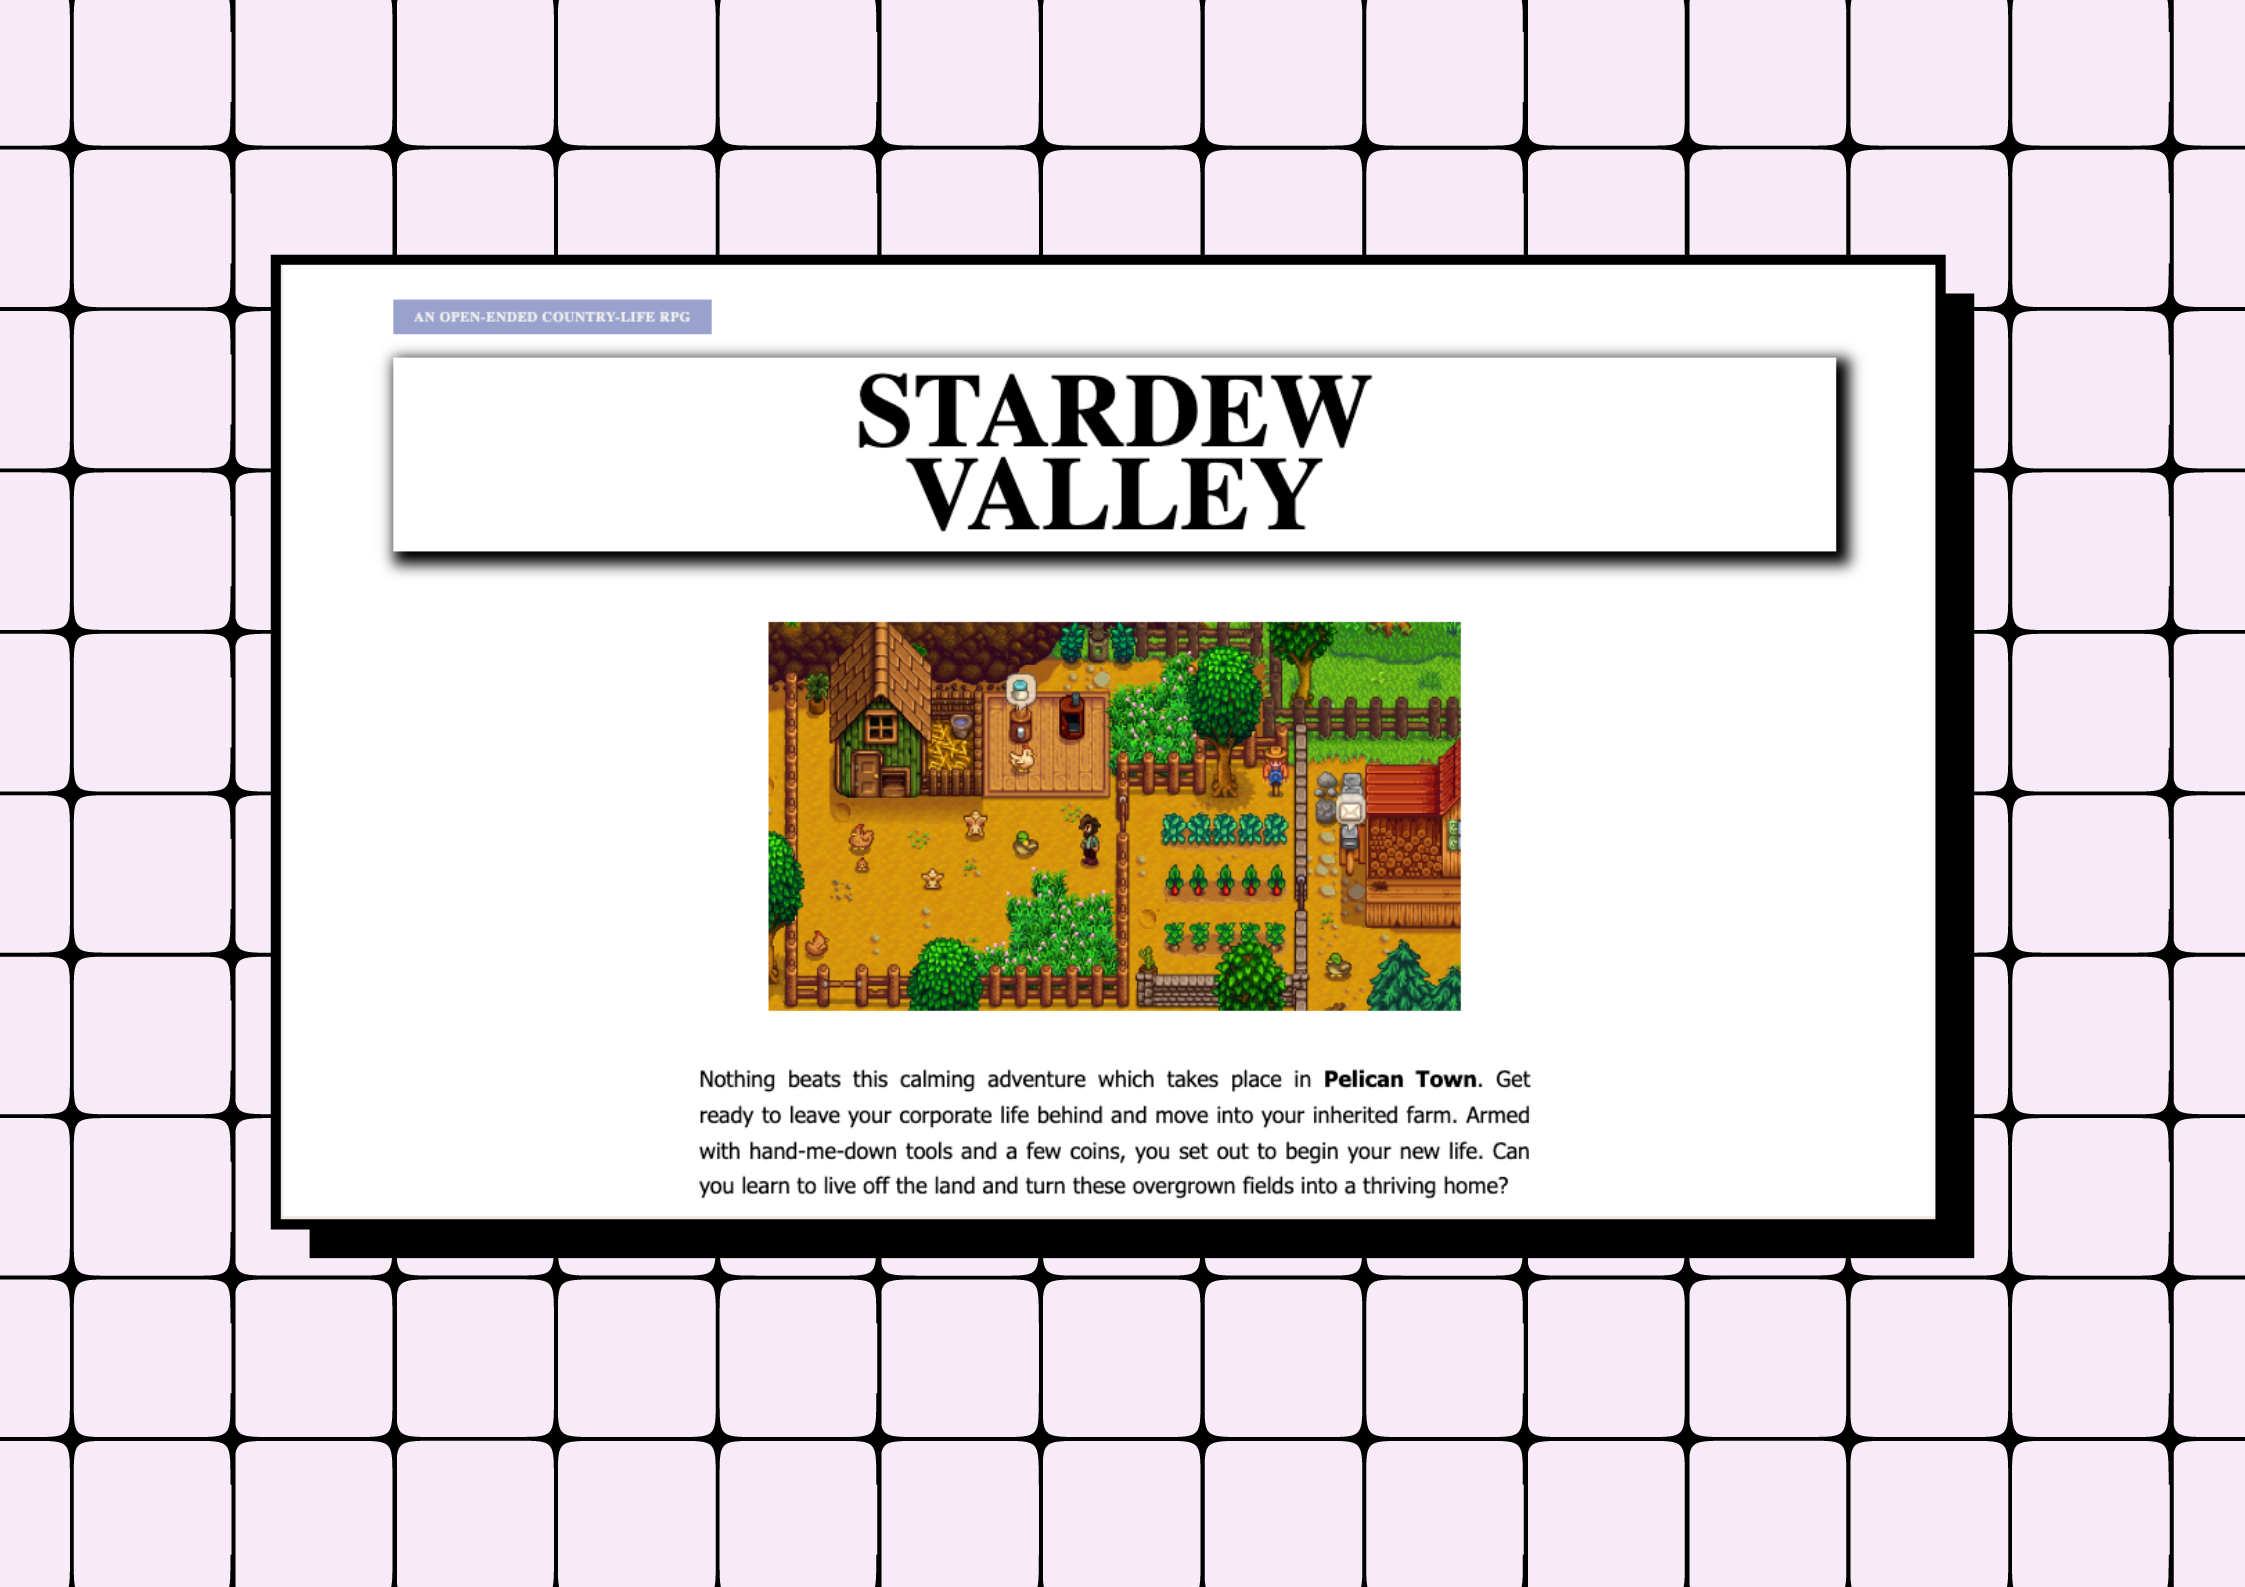 AN OPEN-ENDED COUNTRY-LIFE RPG
STARDEW
VALLEY
Nothing beats this calming adventure which takes place in Pelican Town. Get
ready to leave your corporate life behind and move into your inherited farm. Armed
with hand-me-down tools and a few coins, you set out to begin your new life. Can
you learn to live off the land and turn these overgrown fields into a thriving home?